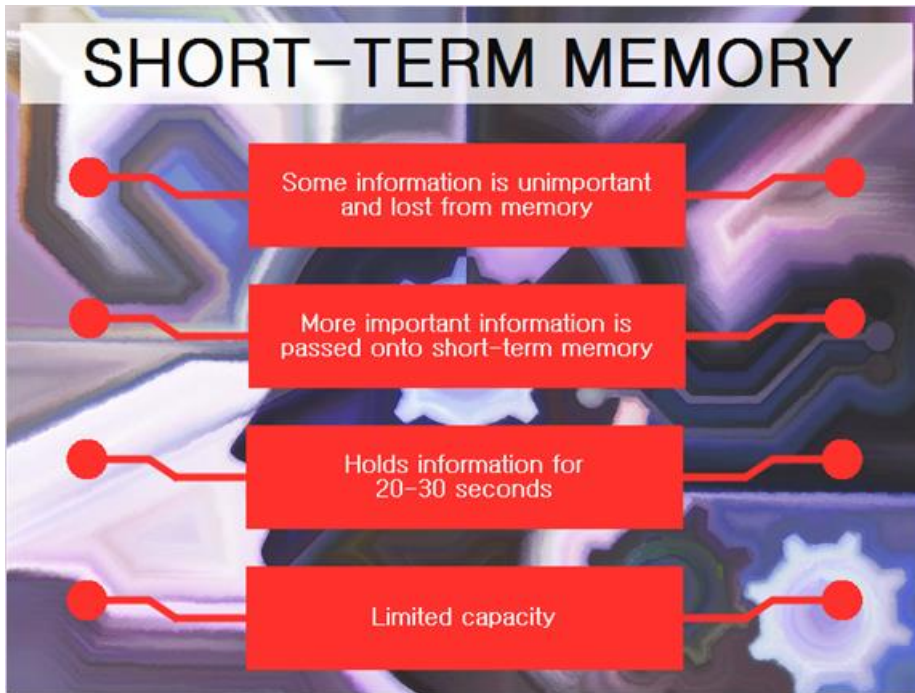 SHORT-TERM MEMORY
Some information is unimportant
and lost from memory
More important information is
passed onto short-term memory
Holds information for
20-30 seconds
Limited capacity